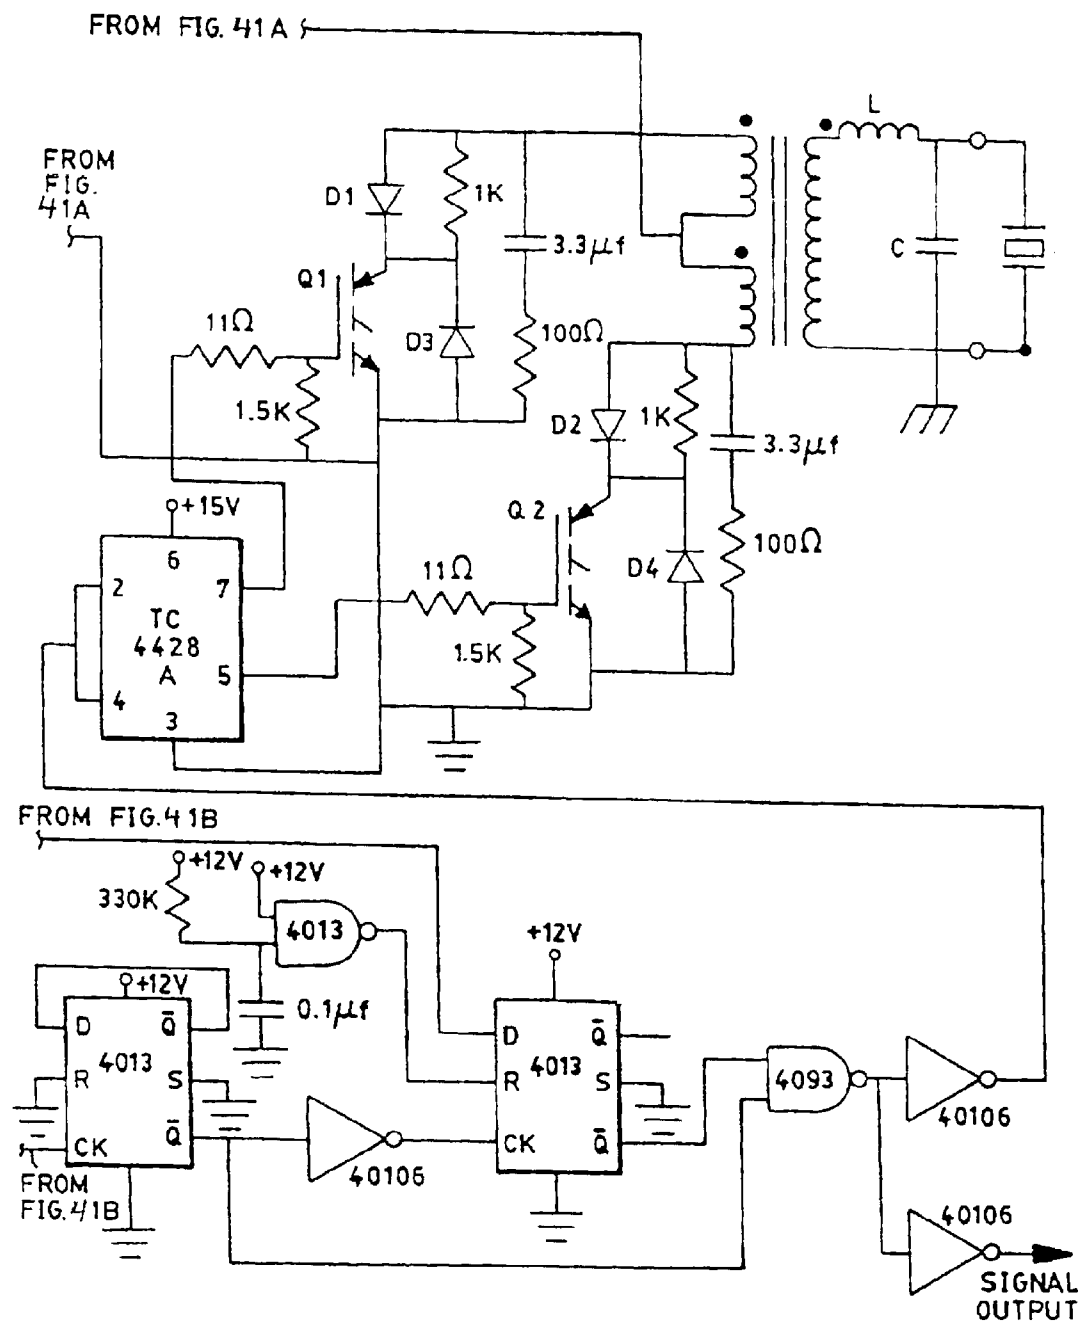 FROM FIG. 41A
L
FROM
FIG.
41A
D1
1K
3.3μf
C
Q1
11Ω
D3
100Ω
1.5K
D2
1K
3.3μf
+15V
Q2
6
2
7
11Ω
D4
100Ω
TC
4428
A
1.5K
5
4
3
FROM FIG.41B
+12V
+12V
330K
4013
+12V
+12V
0.1μf
D
Q̅
D
Q̅
4013
4013
4093
R
S
R
S
40106
CK
Q̅
CK
Q̅
40106
FROM
FIG.41B
40106
SIGNAL
OUTPUT